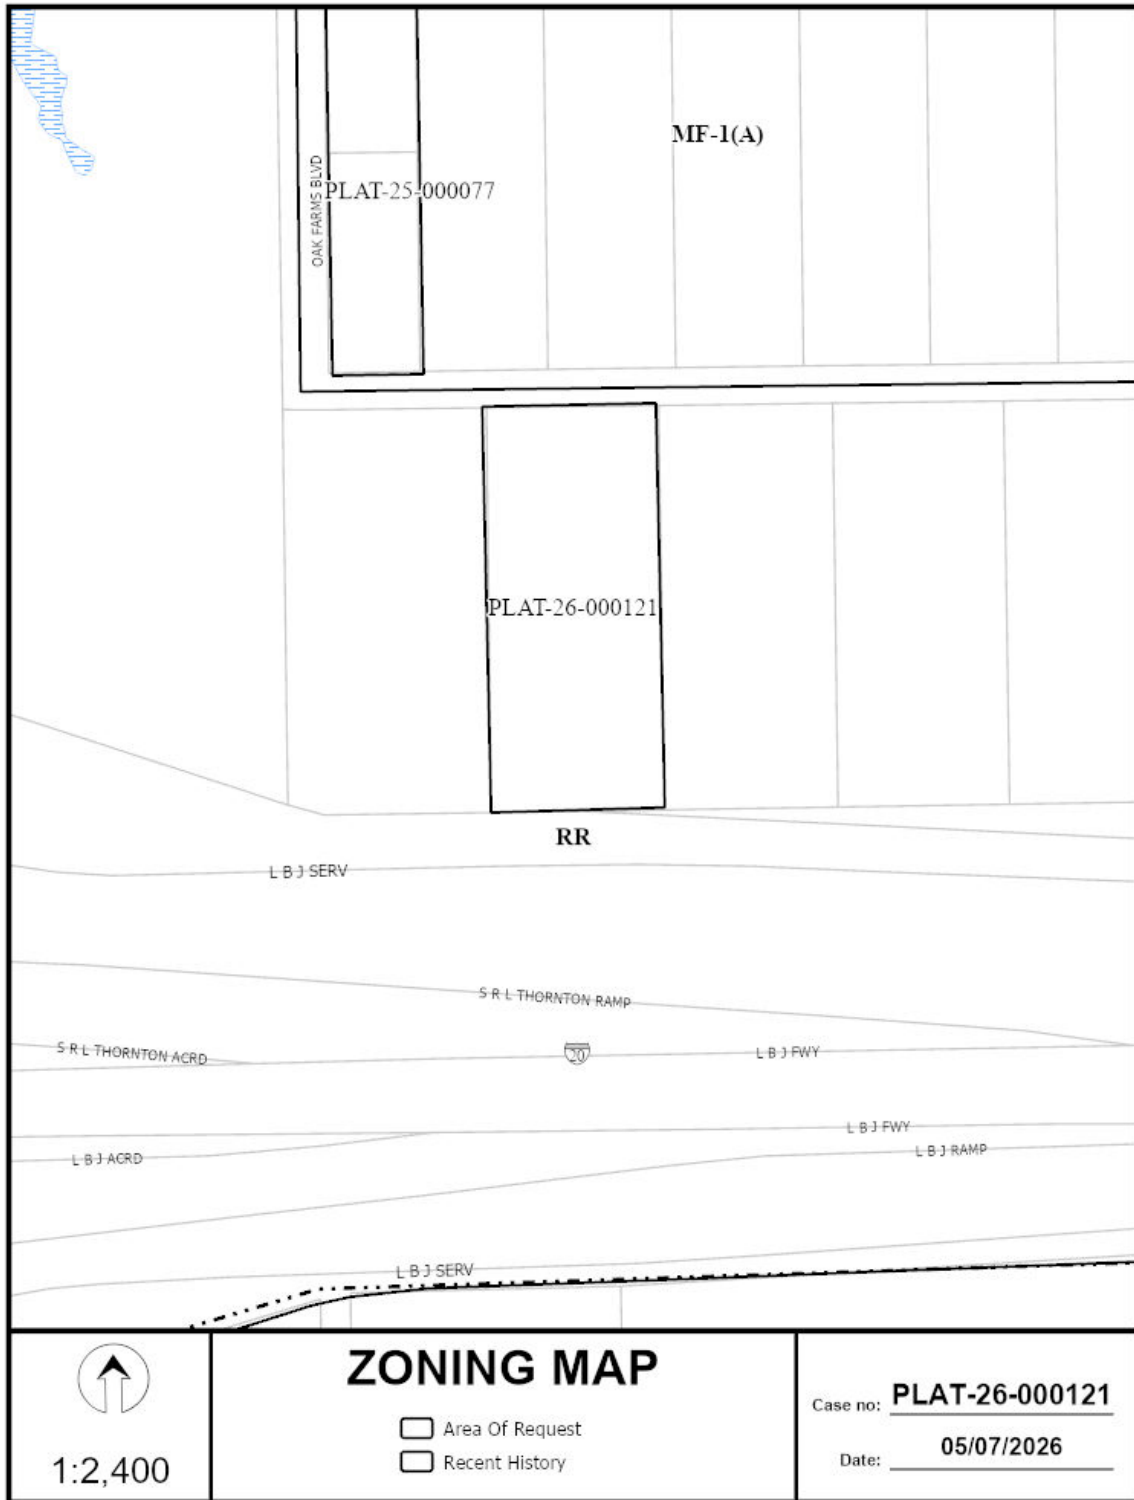 MF-1(A)
OAK FARMS BLVD
PLAT-25-000077
PLAT-26-000121
RR
L B J SERV
S R L THORNTON RAMP
S R L THORNTON ACRD
20
L B J FWY
L B J FWY
L B J ACRD
L B J RAMP
L B J SERV
1:2,400
ZONING MAP
Area Of Request
Recent History
Case no: PLAT-26-000121
Date: 05/07/2026